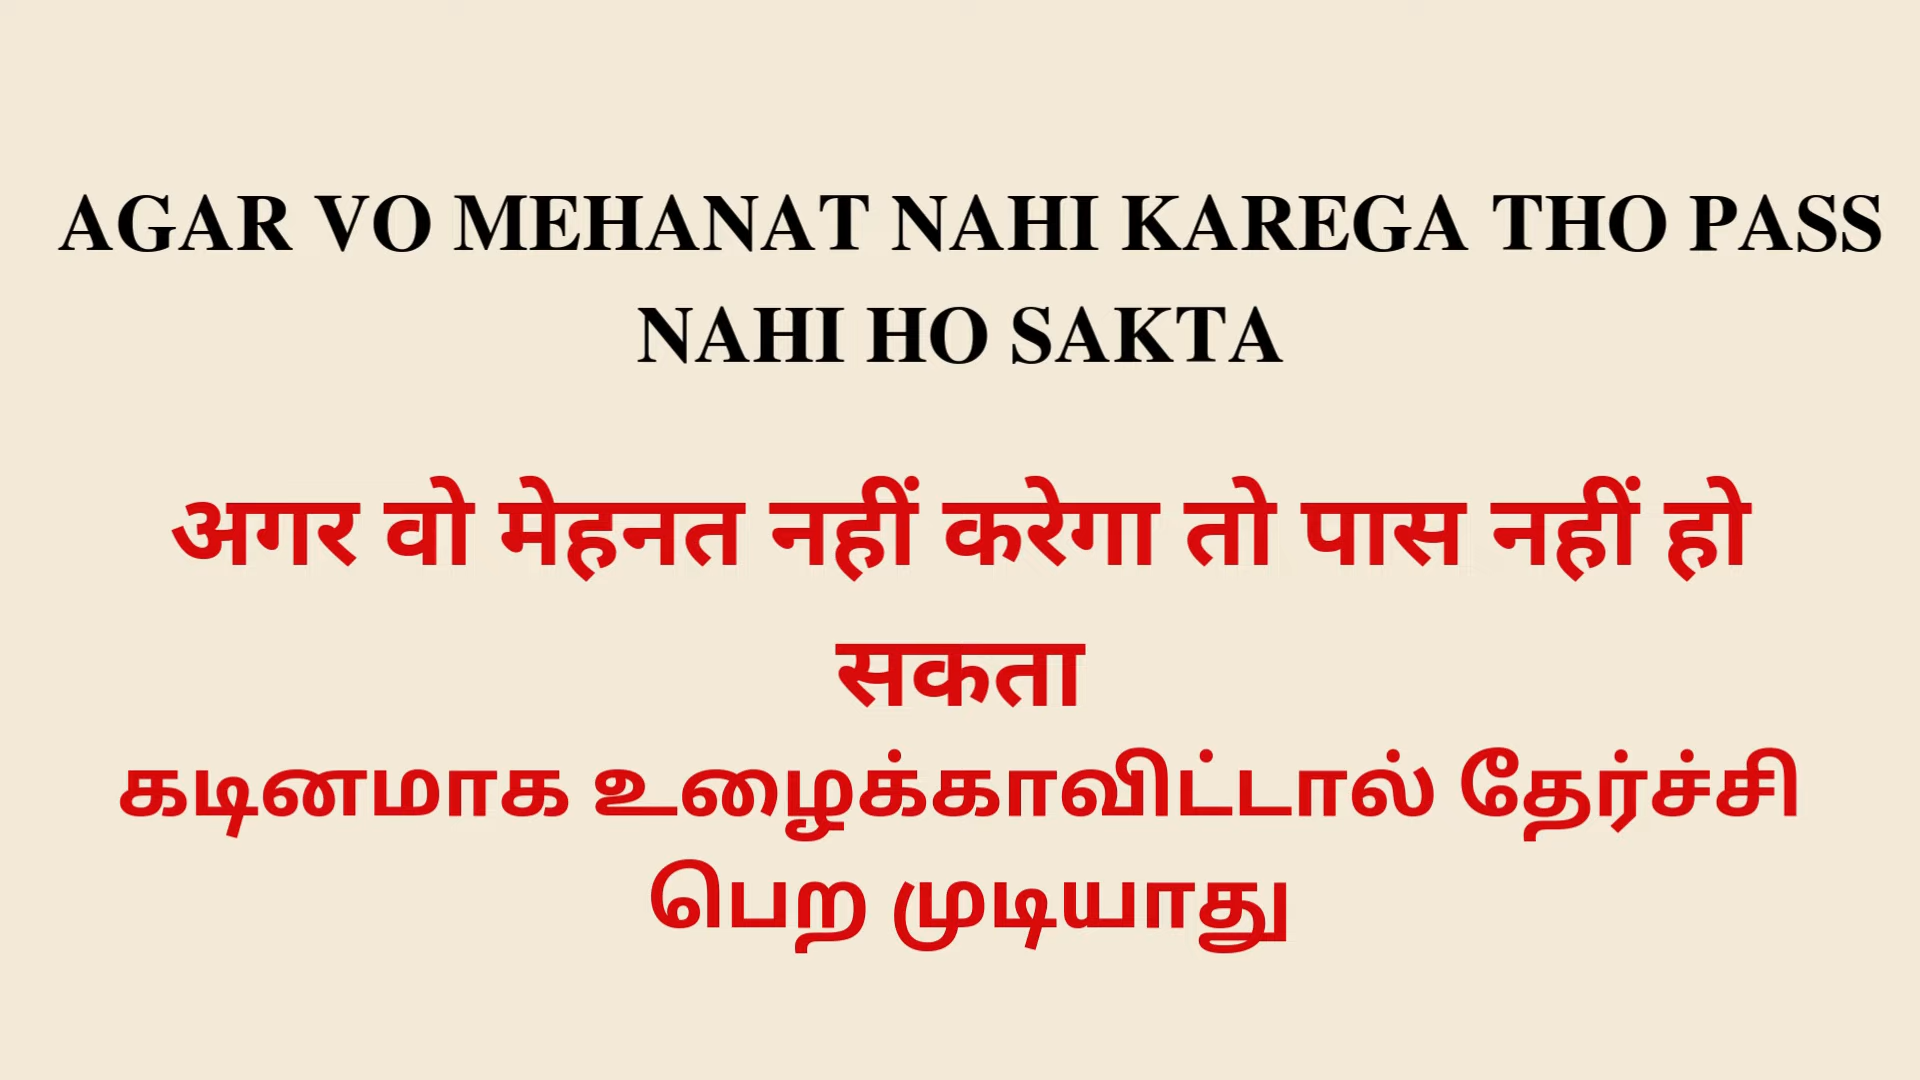 AGAR VO MEHANAT NAHI KAREGA THO PASS
NAHI HO SAKTA
अगर वो मेहनत नहीं करेगा तो पास नहीं हो
सकता
கடினமாக உழைக்காவிட்டால் தேர்ச்சி
பெற முடியாது